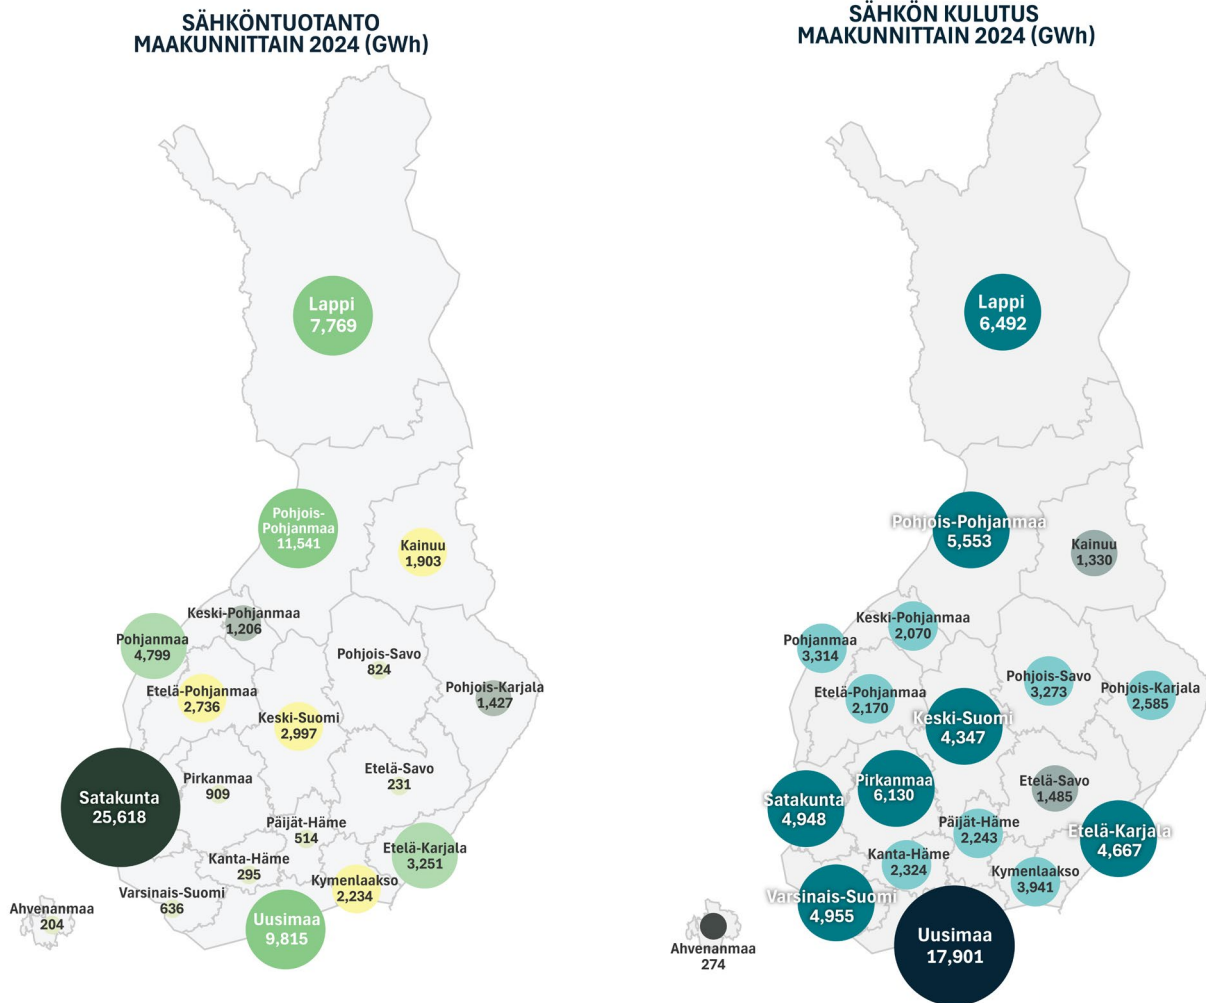 SÄHKÖNTUOTANTO
MAAKUNNITTAIN 2024 (GWh)
Lappi
7,769
Pohjois-
Pohjanmaa
11,541
Kainuu
1,903
Keski-Pohjanmaa
1,206
Pohjanmaa
4,799
Pohjois-Savo
824
Etelä-Pohjanmaa
2,736
Pohjois-Karjala
1,427
Keski-Suomi
2,997
Pirkanmaa
909
Etelä-Savo
231
Satakunta
25,618
Päijät-Häme
514
Etelä-Karjala
3,251
Kanta-Häme
295
Kymenlaakso
2,234
Varsinais-Suomi
636
Ahvenanmaa
204
Uusimaa
9,815
SÄHKÖN KULUTUS
MAAKUNNITTAIN 2024 (GWh)
Lappi
6,492
Pohjois-Pohjanmaa
5,553
Kainuu
1,330
Keski-Pohjanmaa
2,070
Pohjanmaa
3,314
Pohjois-Savo
3,273
Pohjois-Karjala
2,585
Etelä-Pohjanmaa
2,170
Keski-Suomi
4,347
Pirkanmaa
6,130
Etelä-Savo
1,485
Satakunta
4,948
Päijät-Häme
2,243
Etelä-Karjala
4,667
Kanta-Häme
2,324
Kymenlaakso
3,941
Varsinais-Suomi
4,955
Uusimaa
17,901
Ahvenanmaa
274